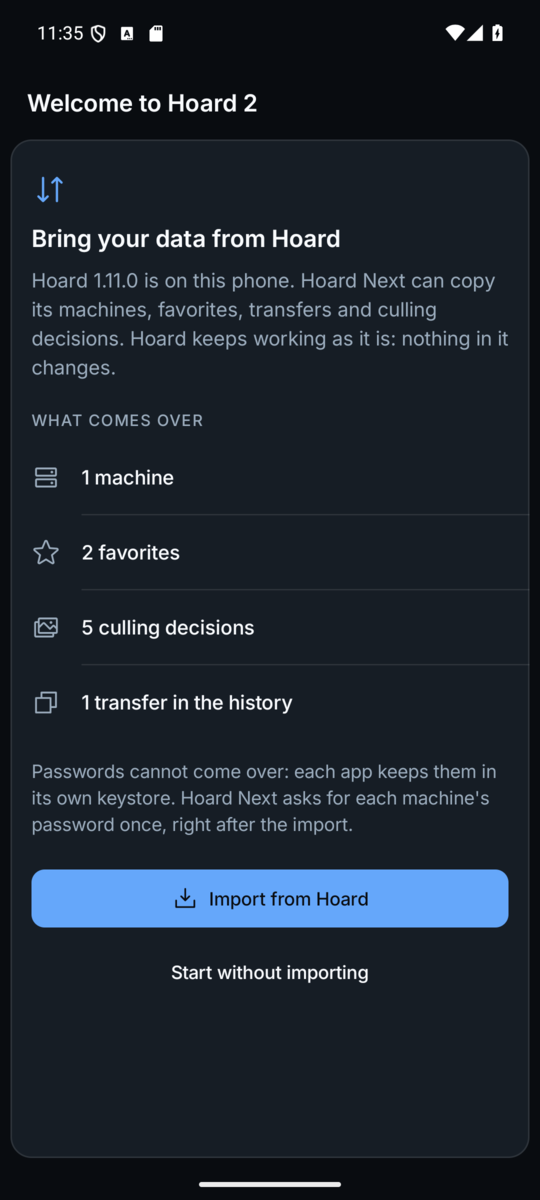 11:35
Welcome to Hoard 2
Bring your data from Hoard
Hoard 1.11.0 is on this phone. Hoard Next can copy
its machines, favorites, transfers and culling
decisions. Hoard keeps working as it is: nothing in it
changes.
WHAT COMES OVER
1 machine
2 favorites
5 culling decisions
1 transfer in the history
Passwords cannot come over: each app keeps them in
its own keystore. Hoard Next asks for each machine's
password once, right after the import.
Import from Hoard
Start without importing